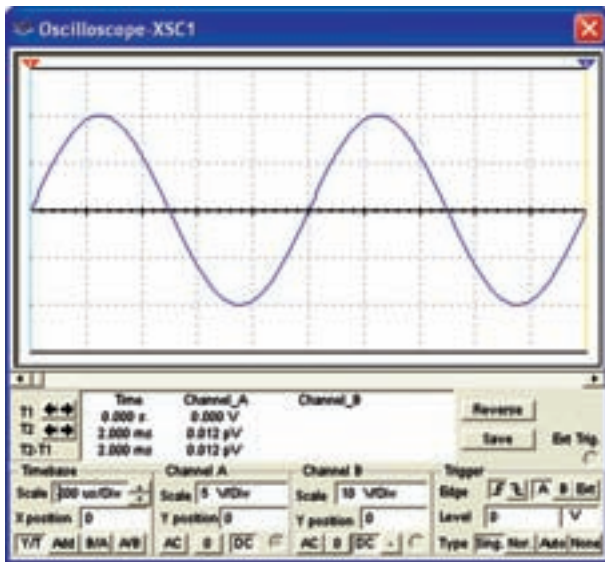 Oscilloscope-XSC1
Time Channel_A Channel_B
T1 0.000 s 0.000 V
T2 2.000 ms 0.012 pV
T2-T1 2.000 ms 0.012 pV
Reverse
Save
Ext Trig.
Timebase Channel A Channel B Trigger
Scale 200 us/Div Scale 5 V/Div Scale 10 V/Div Edge A B Ext
X position 0 Y position 0 Y position 0 Level 0 V
Y/T Add B/A A/B AC 0 DC AC 0 DC - Type Sing. Nor. Auto None